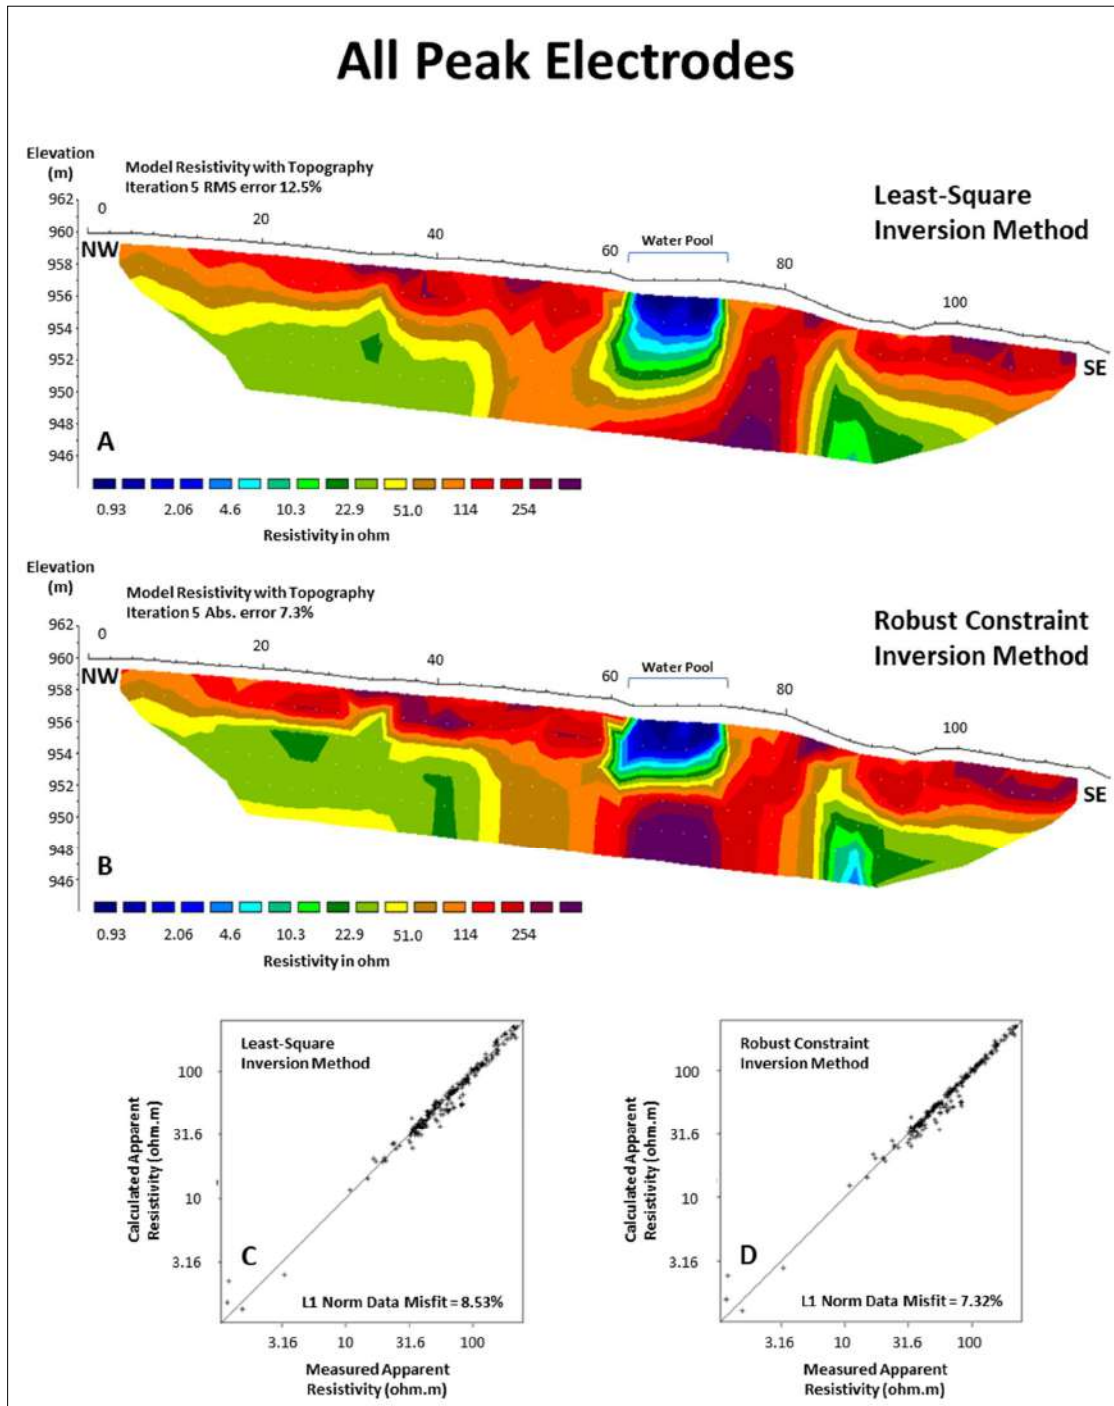 All Peak Electrodes
Elevation
(m)
Model Resistivity with Topography
Iteration 5 RMS error 12.5%
Least-Square
Inversion Method
962
960
958
956
954
952
950
948
946
0
20
40
60
80
100
Water Pool
NW
SE
A
0.93 2.06 4.6 10.3 22.9 51.0 114 254
Resistivity in ohm
Elevation
(m)
Model Resistivity with Topography
Iteration 5 Abs. error 7.3%
Robust Constraint
Inversion Method
962
960
958
956
954
952
950
948
946
0
20
40
60
80
100
Water Pool
NW
SE
B
0.93 2.06 4.6 10.3 22.9 51.0 114 254
Resistivity in ohm
Least-Square
Inversion Method
Calculated Apparent
Resistivity (ohm.m)
100
31.6
10
3.16
C
L1 Norm Data Misfit = 8.53%
3.16 10 31.6 100
Measured Apparent
Resistivity (ohm.m)
Robust Constraint
Inversion Method
Calculated Apparent
Resistivity (ohm.m)
100
31.6
10
3.16
D
L1 Norm Data Misfit = 7.32%
3.16 10 31.6 100
Measured Apparent
Resistivity (ohm.m)